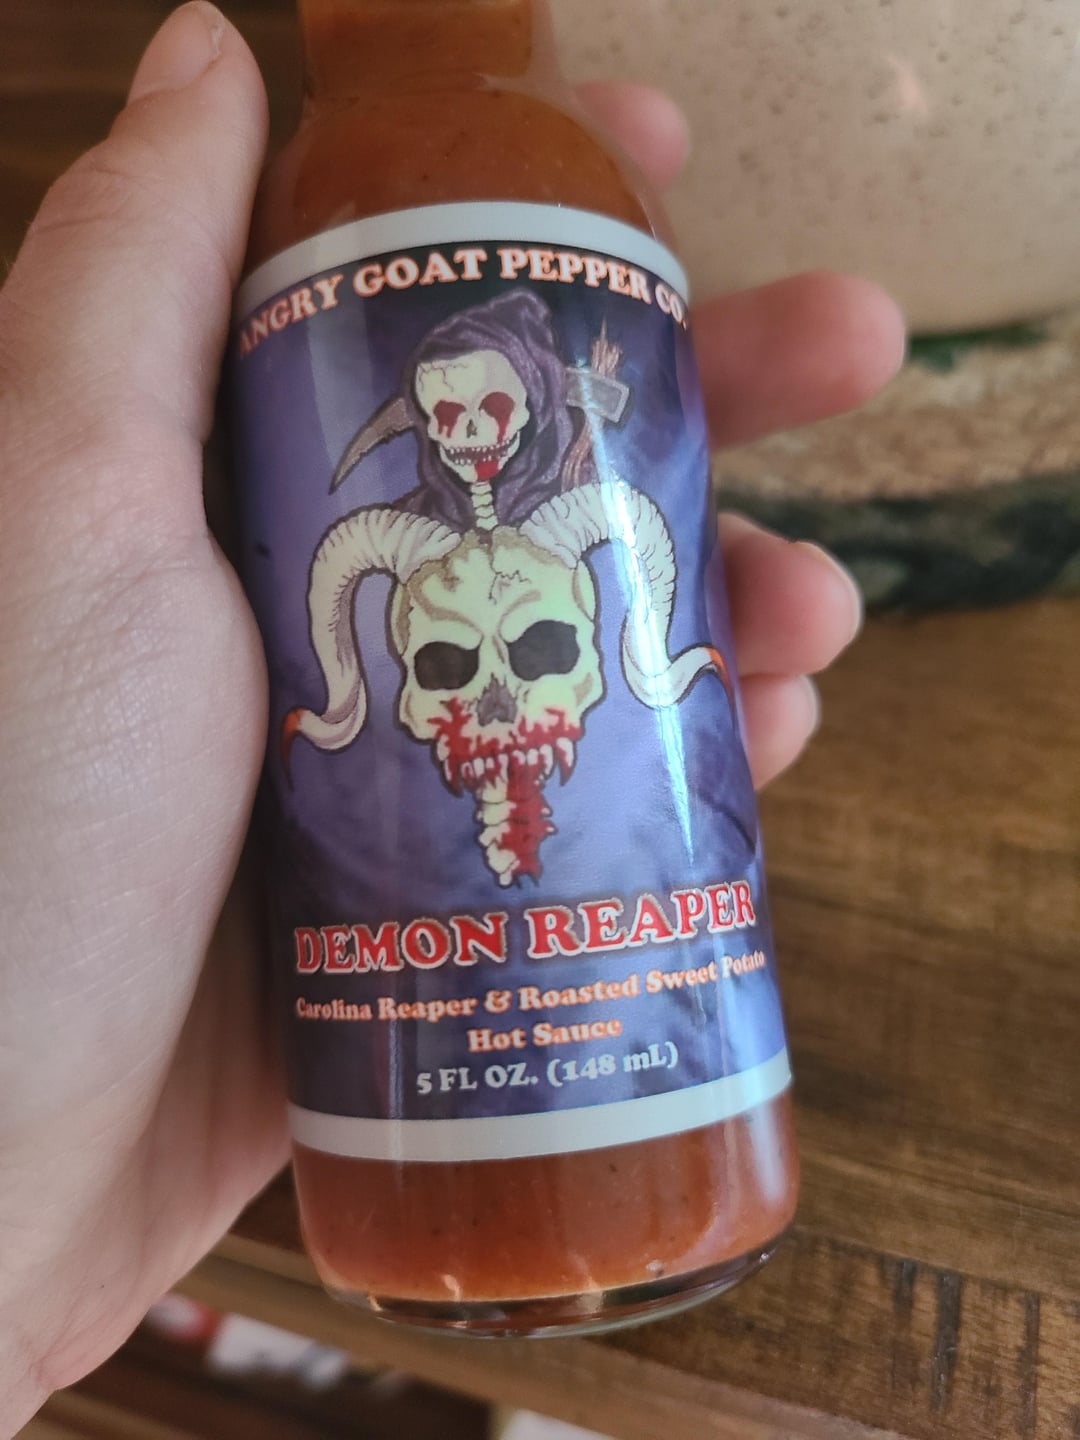 ANGRY GOAT PEPPER CO.
DEMON REAPER
Carolina Reaper & Roasted Sweet Potato
Hot Sauce
5 FL OZ. (148 mL)